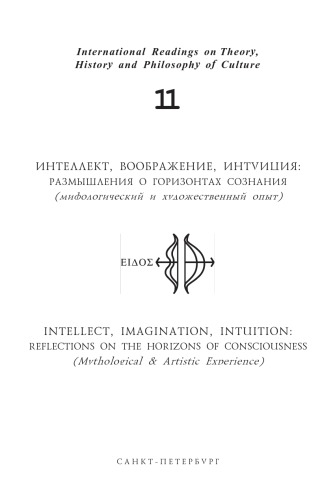 International Readings on Theory,
History and Philosophy of Culture
11
ИНТЕЛЛЕКТ, ВООБРАЖЕНИЕ, ИНТУИЦИЯ:
РАЗМЫШЛЕНИЯ О ГОРИЗОНТАХ СОЗНАНИЯ
(мифологический и художественный опыт)
ΕΙΔΟΣ
INTELLECT, IMAGINATION, INTUITION:
REFLECTIONS ON THE HORIZONS OF CONSCIOUSNESS
(Mythological & Artistic Experience)
САНКТ-ПЕТЕРБУРГ